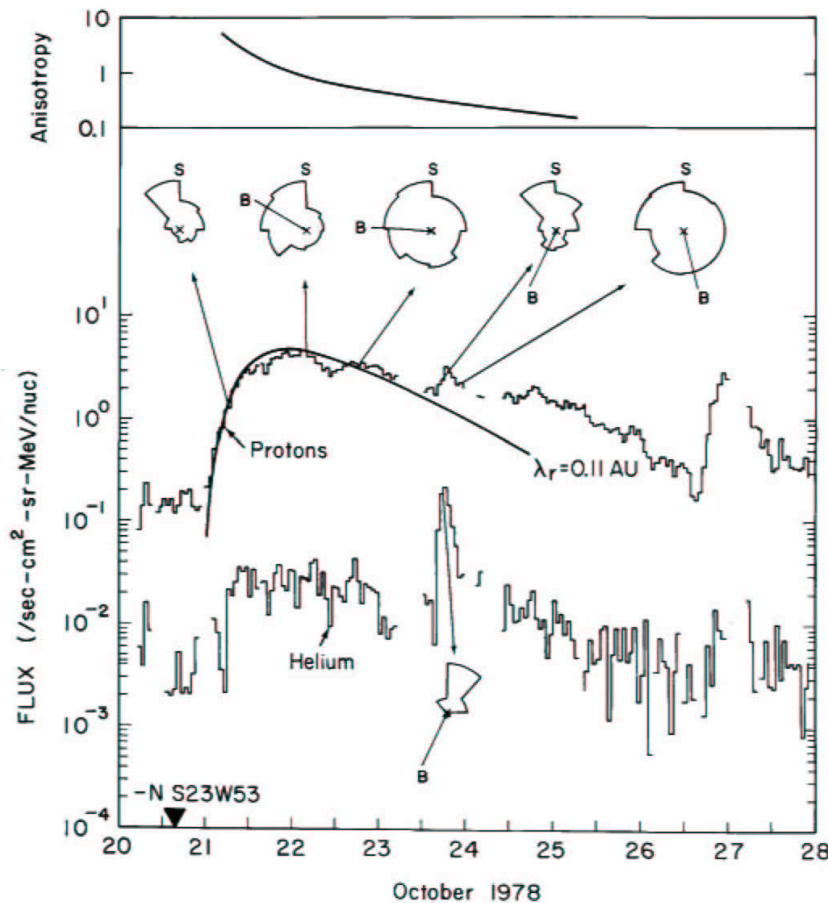 10
1
0.1
Anisotropy
S
S
S
S
S
B
B
B
B
10¹
10⁰
10⁻¹
10⁻²
10⁻³
10⁻⁴
FLUX (/sec-cm² -sr-MeV/nuc)
Protons
λr=0.11 AU
Helium
B
-N S23W53
20 21 22 23 24 25 26 27 28
October 1978